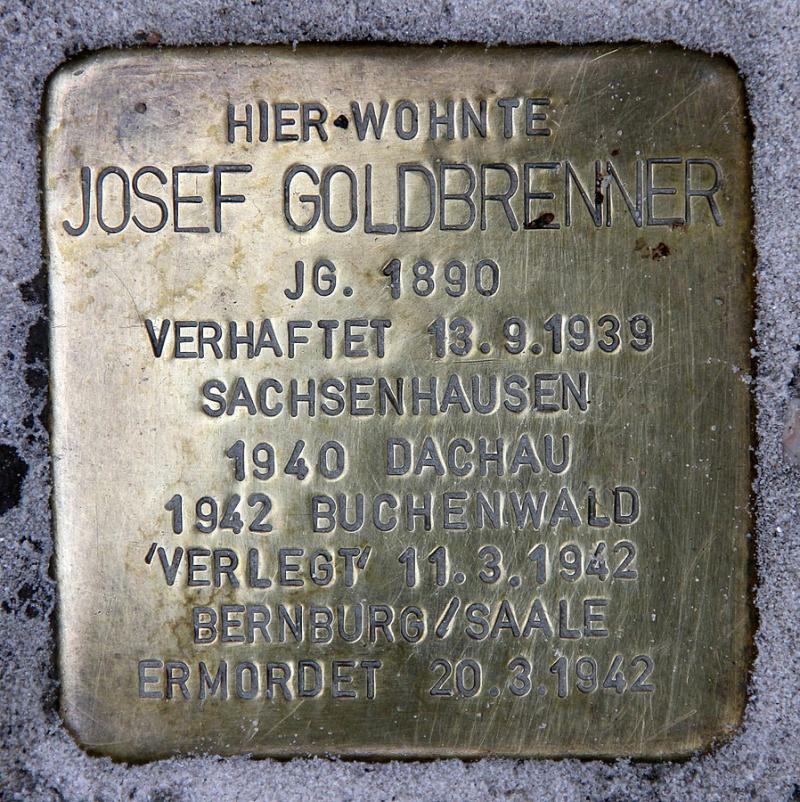 HIER WOHNTE
JOSEF GOLDBRENNER
JG. 1890
VERHAFTET 13.9.1939
SACHSENHAUSEN
1940 DACHAU
1942 BUCHENWALD
'VERLEGT' 11.3.1942
BERNBURG/SAALE
ERMORDET 20.3.1942